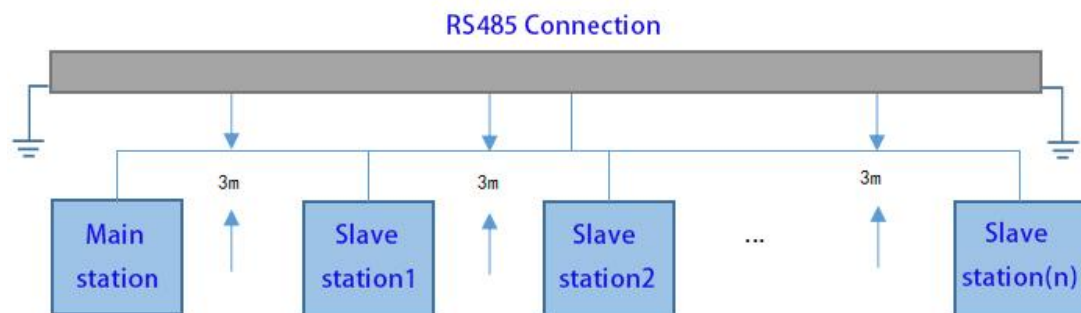 RS485 Connection
3m
3m
3m
Main
station
Slave
station1
Slave
station2
...
Slave
station(n)